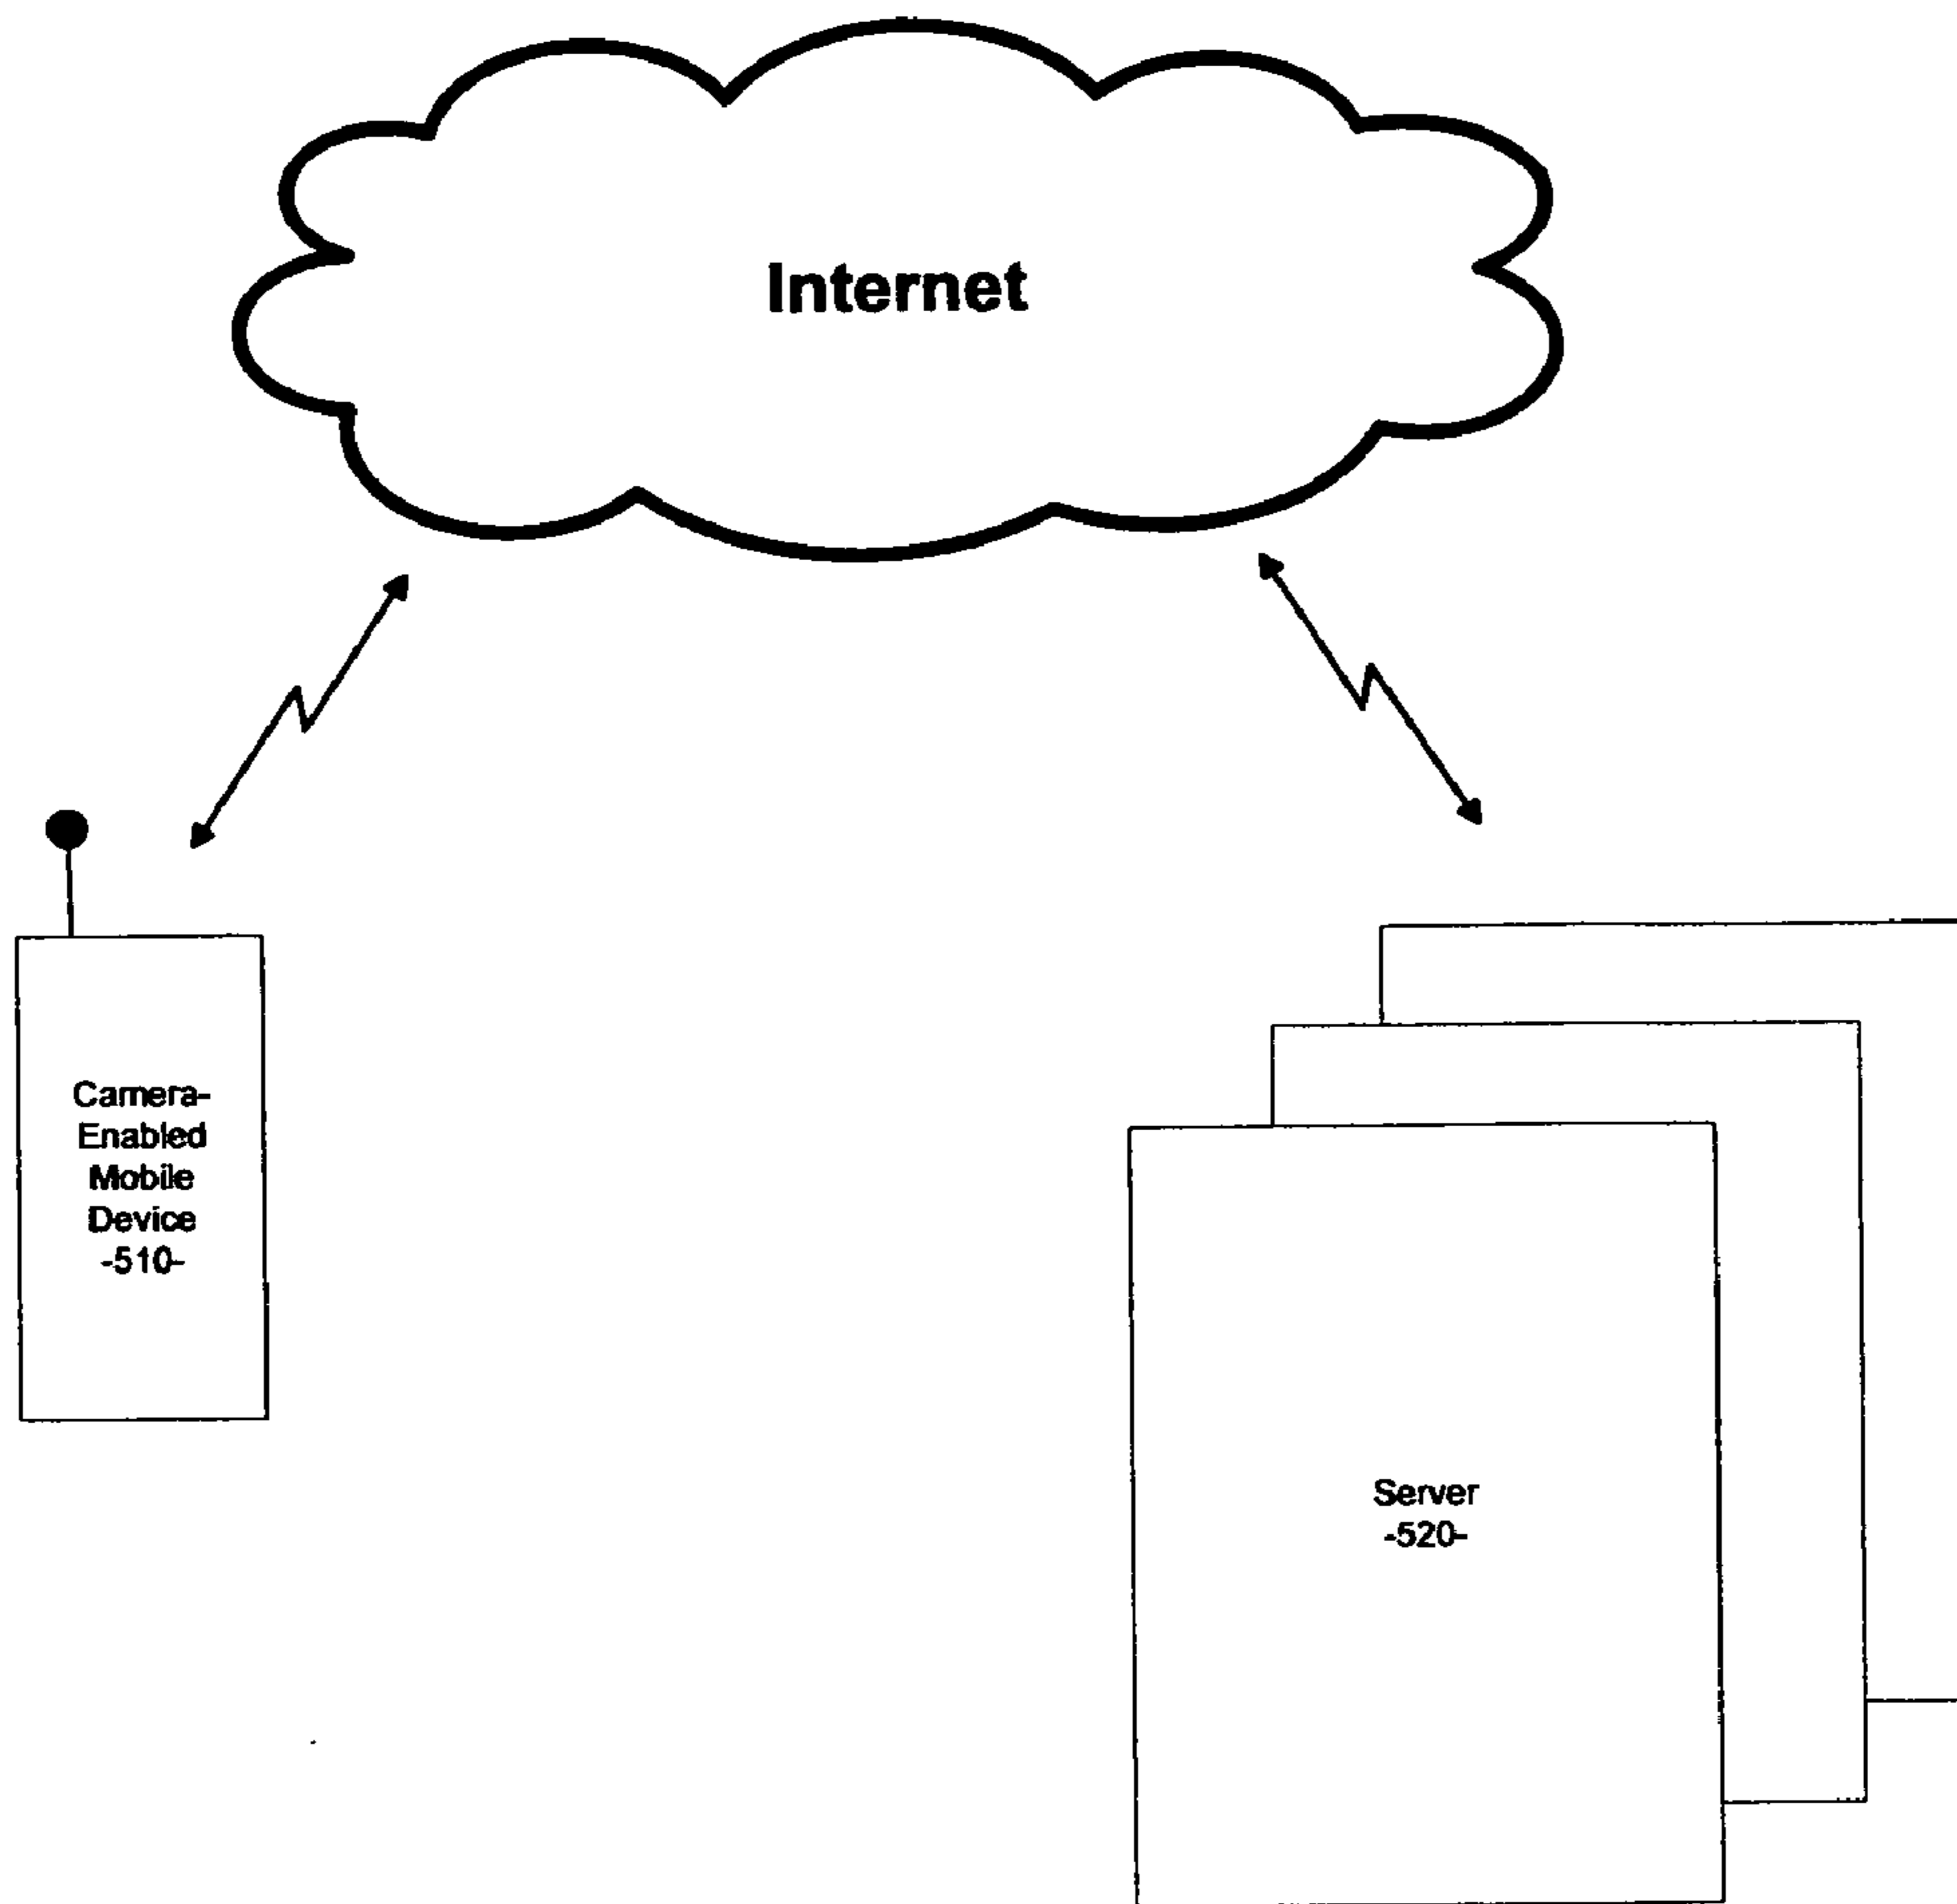 Internet
Camera-
Enabled
Mobile
Device
-510-
Server
-520-